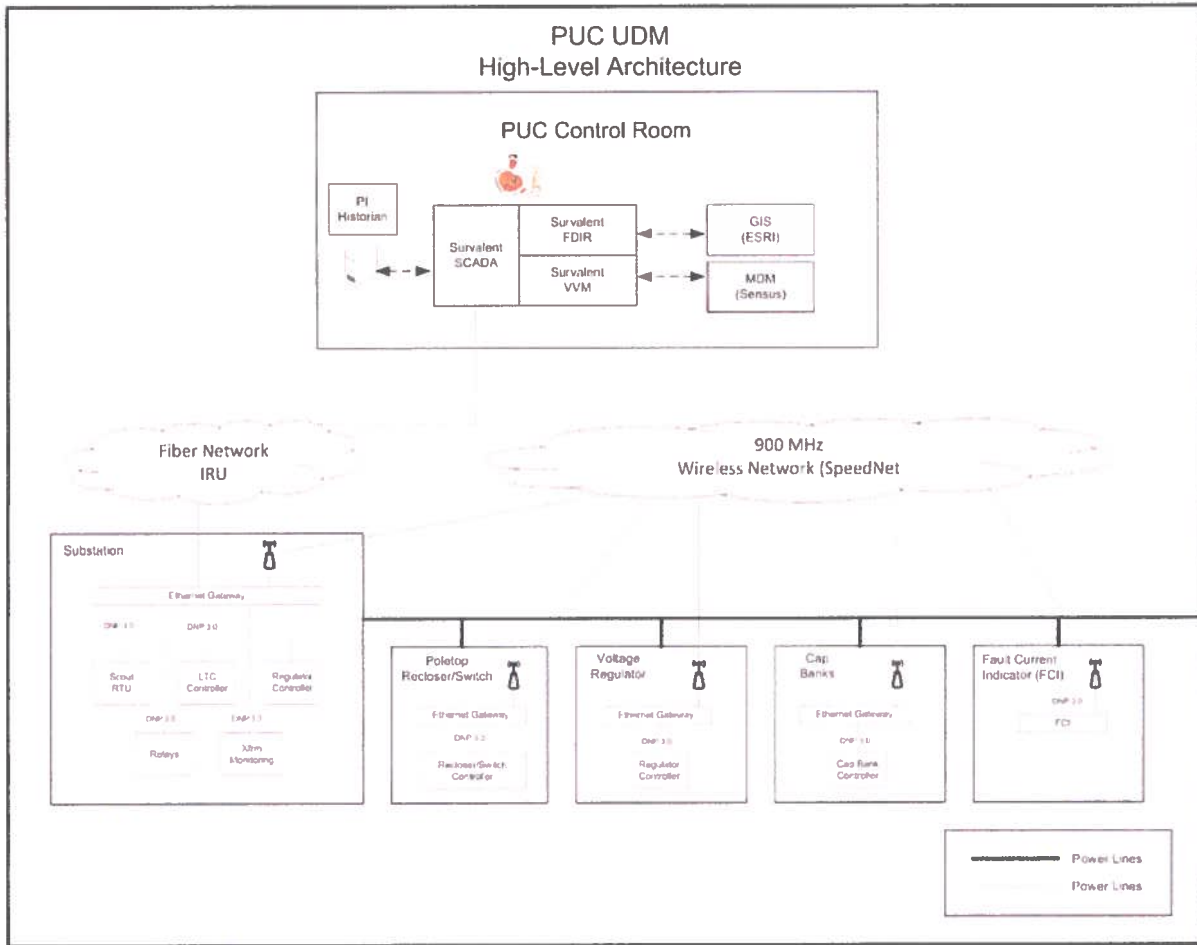 PUC UDM
High-Level Architecture
PUC Control Room
PI
Historian
Survalent
SCADA
Survalent
FDIR
Survalent
VVM
GIS
(ESRI)
MDM
(Sensus)
Fiber Network
IRU
900 MHz
Wireless Network (SpeedNet
Substation
Ethernet Gateway
DNP 3.0
DNP 3.0
Scout
RTU
LTC
Controller
Regulator
Controller
DNP 3.0
DNP 3.0
Relays
Xfrm
Monitoring
Poletop
Recloser/Switch
Ethernet Gateway
DNP 3.0
Recloser/Switch
Controller
Voltage
Regulator
Ethernet Gateway
DNP 3.0
Regulator
Controller
Cap
Banks
Ethernet Gateway
DNP 3.0
Cap Bank
Controller
Fault Current
Indicator (FCI)
DNP 3.0
FCI
Power Lines
Power Lines